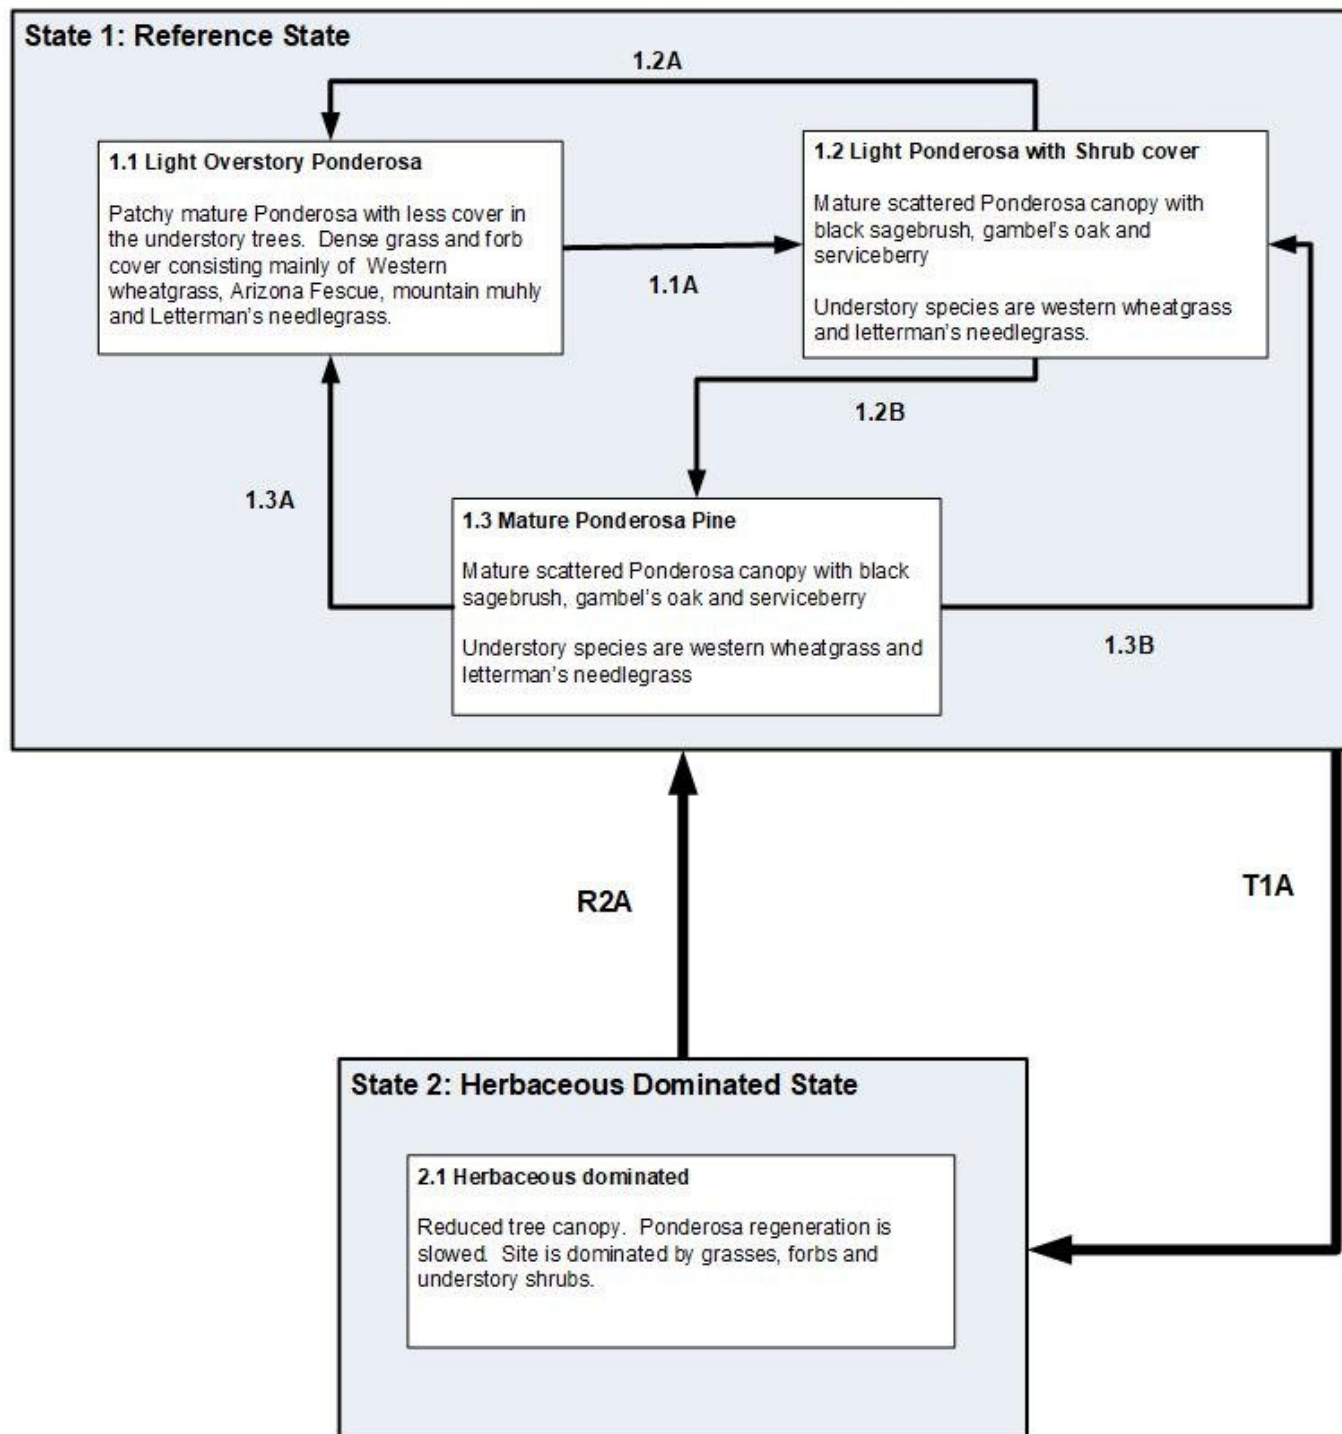 State 1: Reference State
1.2A
1.1 Light Overstory Ponderosa
Patchy mature Ponderosa with less cover in
the understory trees.  Dense grass and forb
cover consisting mainly of  Western
wheatgrass, Arizona Fescue, mountain muhly
and Letterman's needlegrass.
1.1A
1.2 Light Ponderosa with Shrub cover
Mature scattered Ponderosa canopy with
black sagebrush, gambel's oak and
serviceberry
Understory species are western wheatgrass
and letterman's needlegrass.
1.2B
1.3A
1.3 Mature Ponderosa Pine
Mature scattered Ponderosa canopy with black
sagebrush, gambel's oak and serviceberry
Understory species are western wheatgrass and
letterman's needlegrass
1.3B
R2A
T1A
State 2: Herbaceous Dominated State
2.1 Herbaceous dominated
Reduced tree canopy.  Ponderosa regeneration is
slowed.  Site is dominated by grasses, forbs and
understory shrubs.